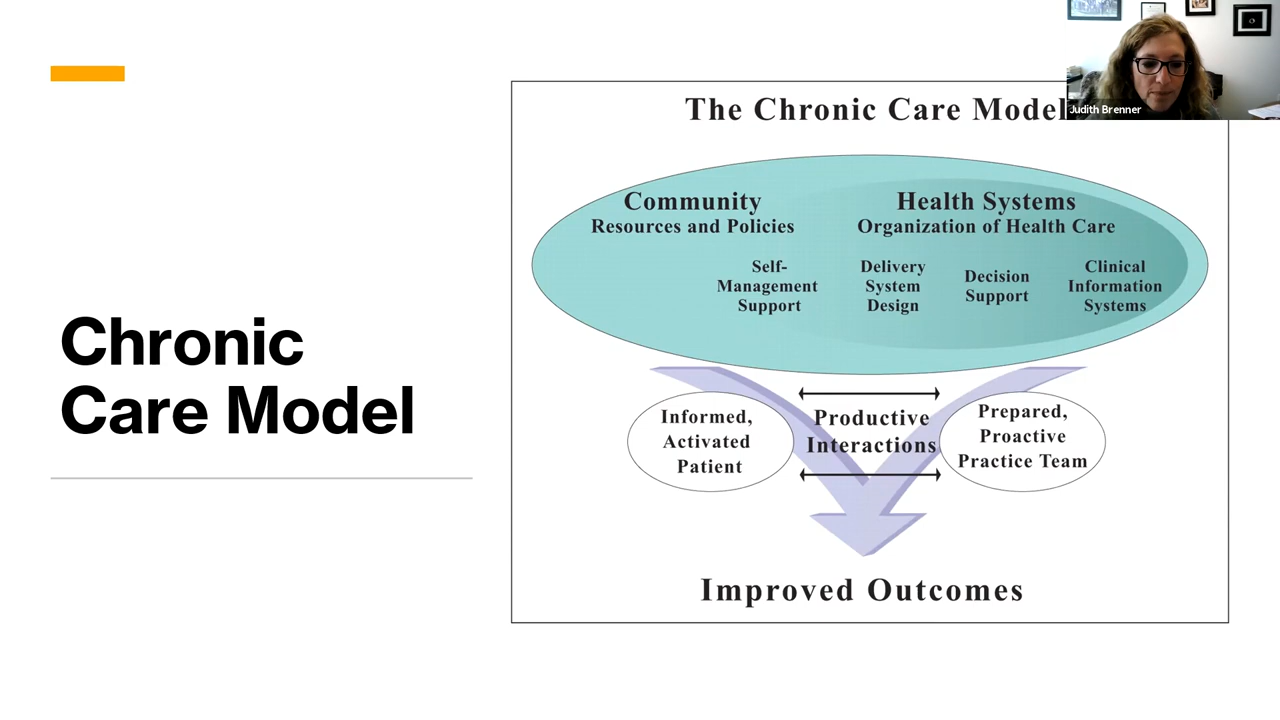 Judith Brenner
Chronic
Care Model
The Chronic Care Model
Community
Resources and Policies
Health Systems
Organization of Health Care
Self-
Management
Support
Delivery
System
Design
Decision
Support
Clinical
Information
Systems
Informed,
Activated
Patient
Productive
Interactions
Prepared,
Proactive
Practice Team
Improved Outcomes